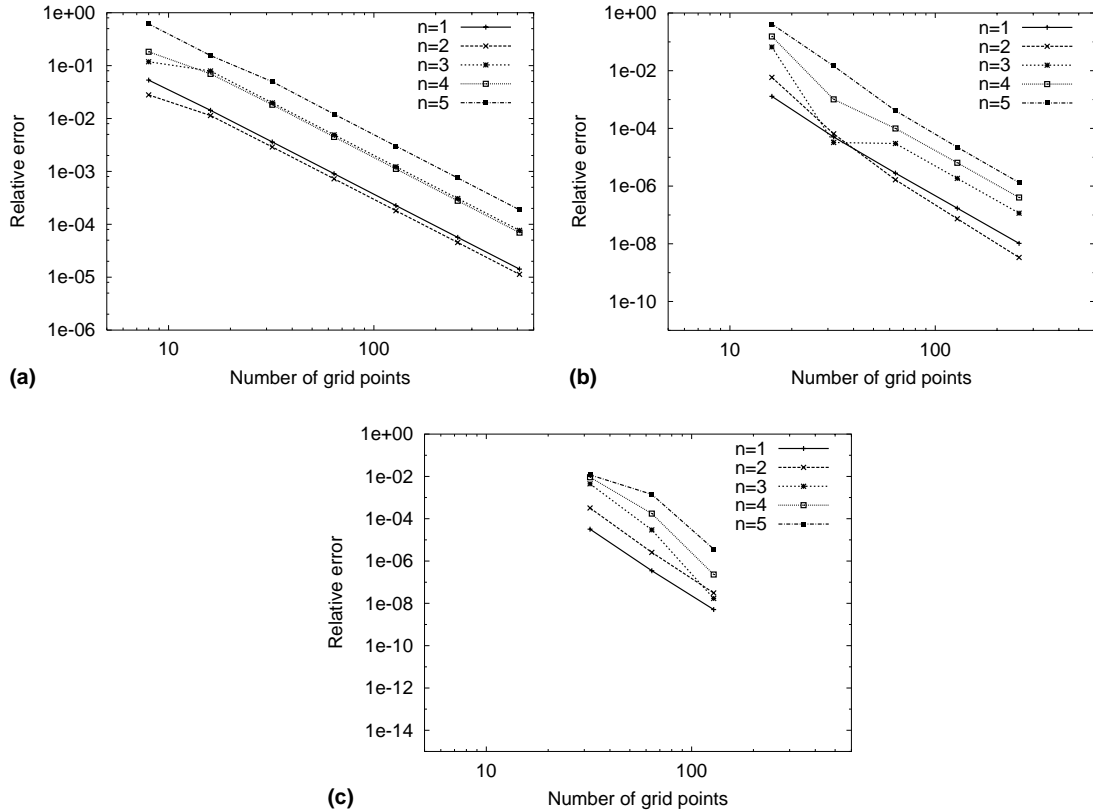 1e+00
1e-01
1e-02
1e-03
1e-04
1e-05
1e-06
Relative error
10
100
Number of grid points
n=1
n=2
n=3
n=4
n=5
(a)
1e+00
1e-02
1e-04
1e-06
1e-08
1e-10
Relative error
10
100
Number of grid points
n=1
n=2
n=3
n=4
n=5
(b)
1e+00
1e-02
1e-04
1e-06
1e-08
1e-10
1e-12
1e-14
Relative error
10
100
Number of grid points
n=1
n=2
n=3
n=4
n=5
(c)